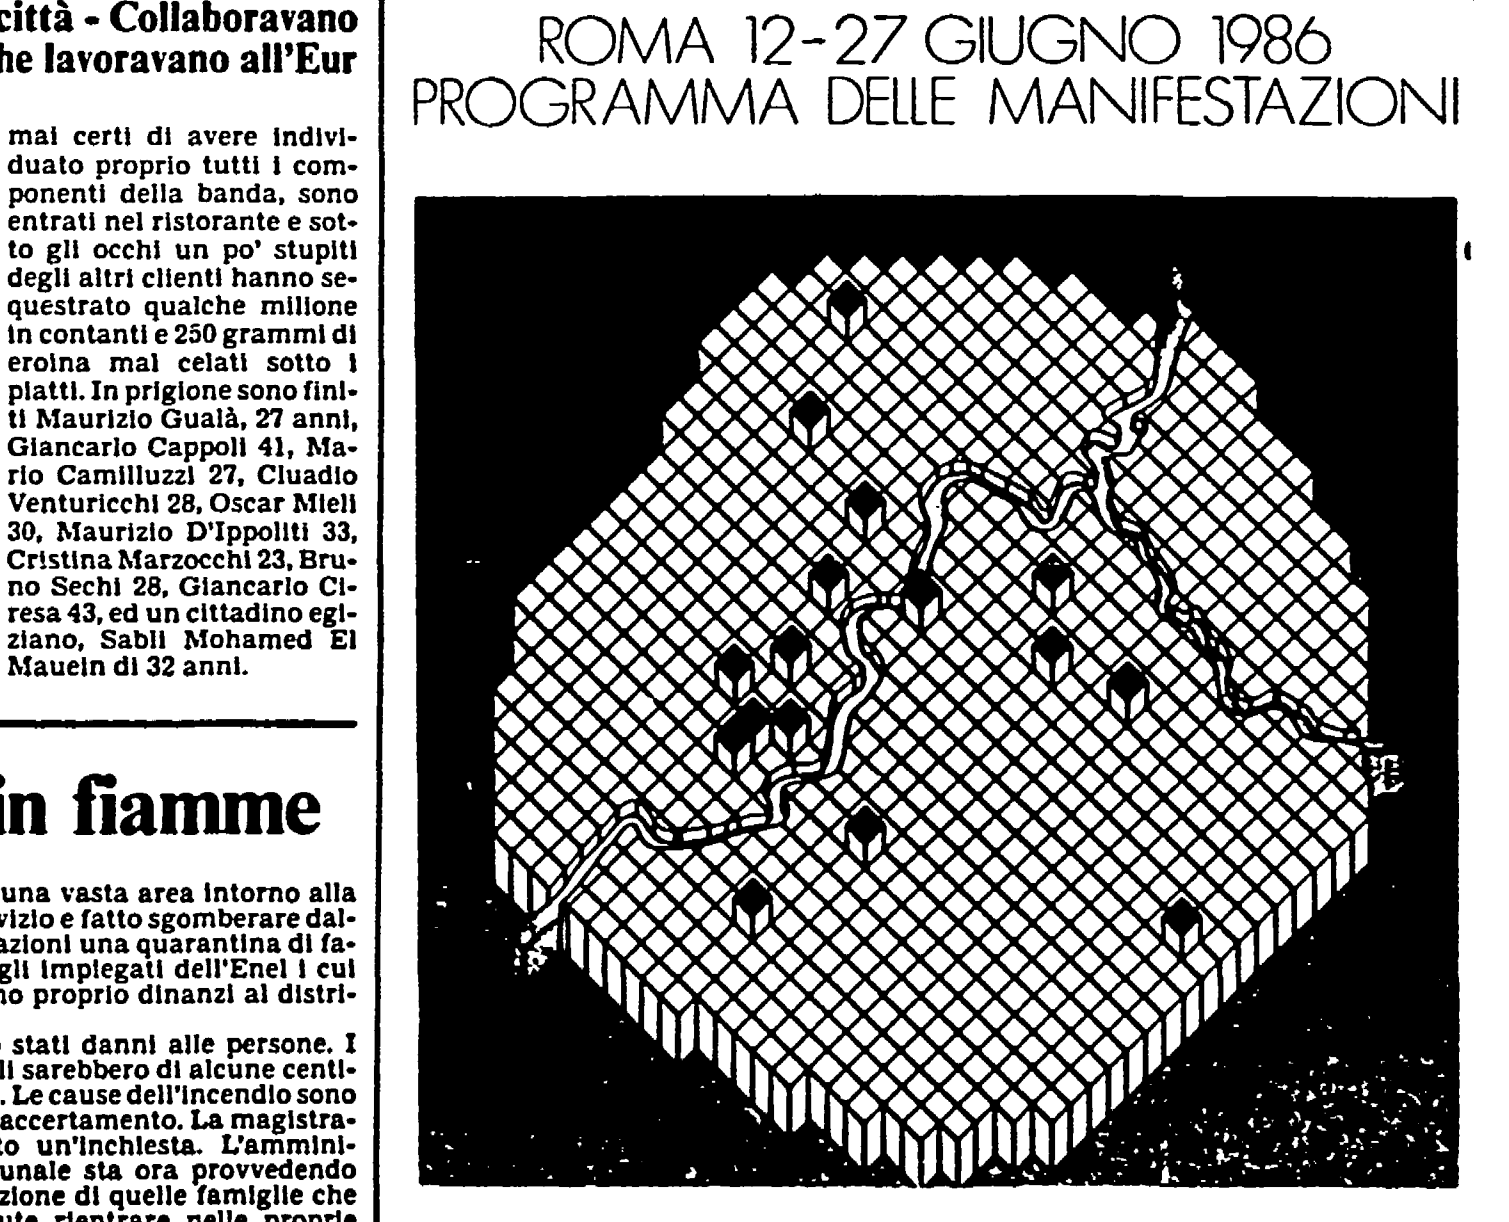 città - Collaboravano
he lavoravano all'Eur
mai certi di avere indivi-
duato proprio tutti i com-
ponenti della banda, sono
entrati nel ristorante e sot-
to gli occhi un po' stupiti
degli altri clienti hanno se-
questrato qualche milione
in contanti e 250 grammi di
eroina mal celati sotto i
piatti. In prigione sono fini-
ti Maurizio Gualà, 27 anni,
Giancarlo Cappoli 41, Ma-
rio Camilluzzi 27, Cluadio
Venturicchi 28, Oscar Mieli
30, Maurizio D'Ippoliti 33,
Cristina Marzocchi 23, Bru-
no Sechi 28, Giancarlo Ci-
resa 43, ed un cittadino egi-
ziano, Sabli Mohamed El
Mauein di 32 anni.
in fiamme
una vasta area intorno alla
vizio e fatto sgomberare dal-
azioni una quarantina di fa-
gli impiegati dell'Enel i cui
no proprio dinanzi al distri-
stati danni alle persone. I
li sarebbero di alcune centi-
. Le cause dell'incendio sono
accertamento. La magistra-
to un'inchiesta. L'ammini-
unale sta ora provvedendo
zione di quelle famiglie che
rientrare nelle proprie
ROMA 12-27 GIUGNO 1986
PROGRAMMA DELLE MANIFESTAZIONI